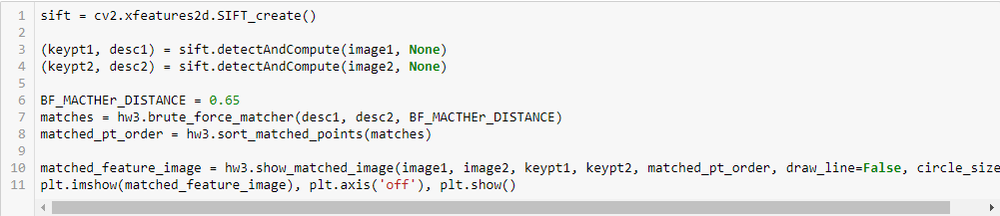 1 sift = cv2.xfeatures2d.SIFT_create()
2
3 (keypt1, desc1) = sift.detectAndCompute(image1, None)
4 (keypt2, desc2) = sift.detectAndCompute(image2, None)
5
6 BF_MACTHEr_DISTANCE = 0.65
7 matches = hw3.brute_force_matcher(desc1, desc2, BF_MACTHEr_DISTANCE)
8 matched_pt_order = hw3.sort_matched_points(matches)
9
10 matched_feature_image = hw3.show_matched_image(image1, image2, keypt1, keypt2, matched_pt_order, draw_line=False, circle_size
11 plt.imshow(matched_feature_image), plt.axis('off'), plt.show()